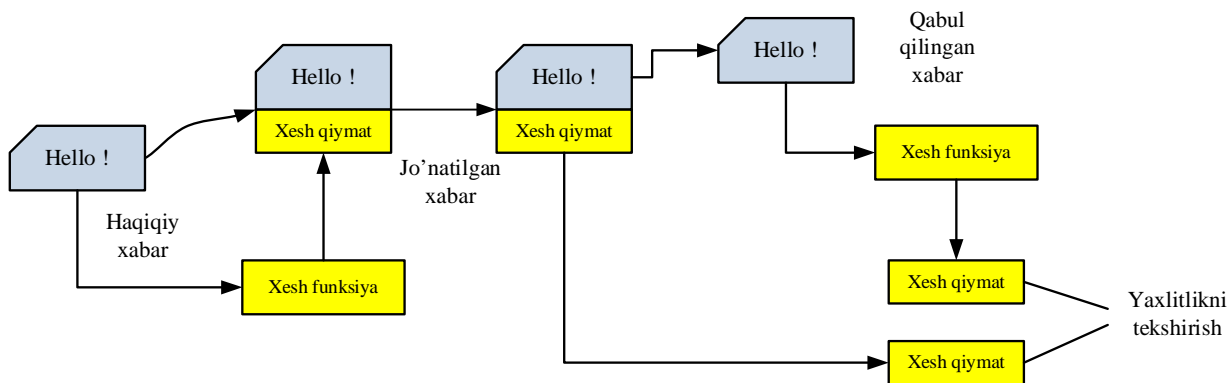 Hello !
Haqiqiy
xabar
Xesh funksiya
Hello !
Xesh qiymat
Jo’natilgan
xabar
Hello !
Xesh qiymat
Hello !
Qabul
qilingan
xabar
Xesh funksiya
Xesh qiymat
Xesh qiymat
Yaxlitlikni
tekshirish